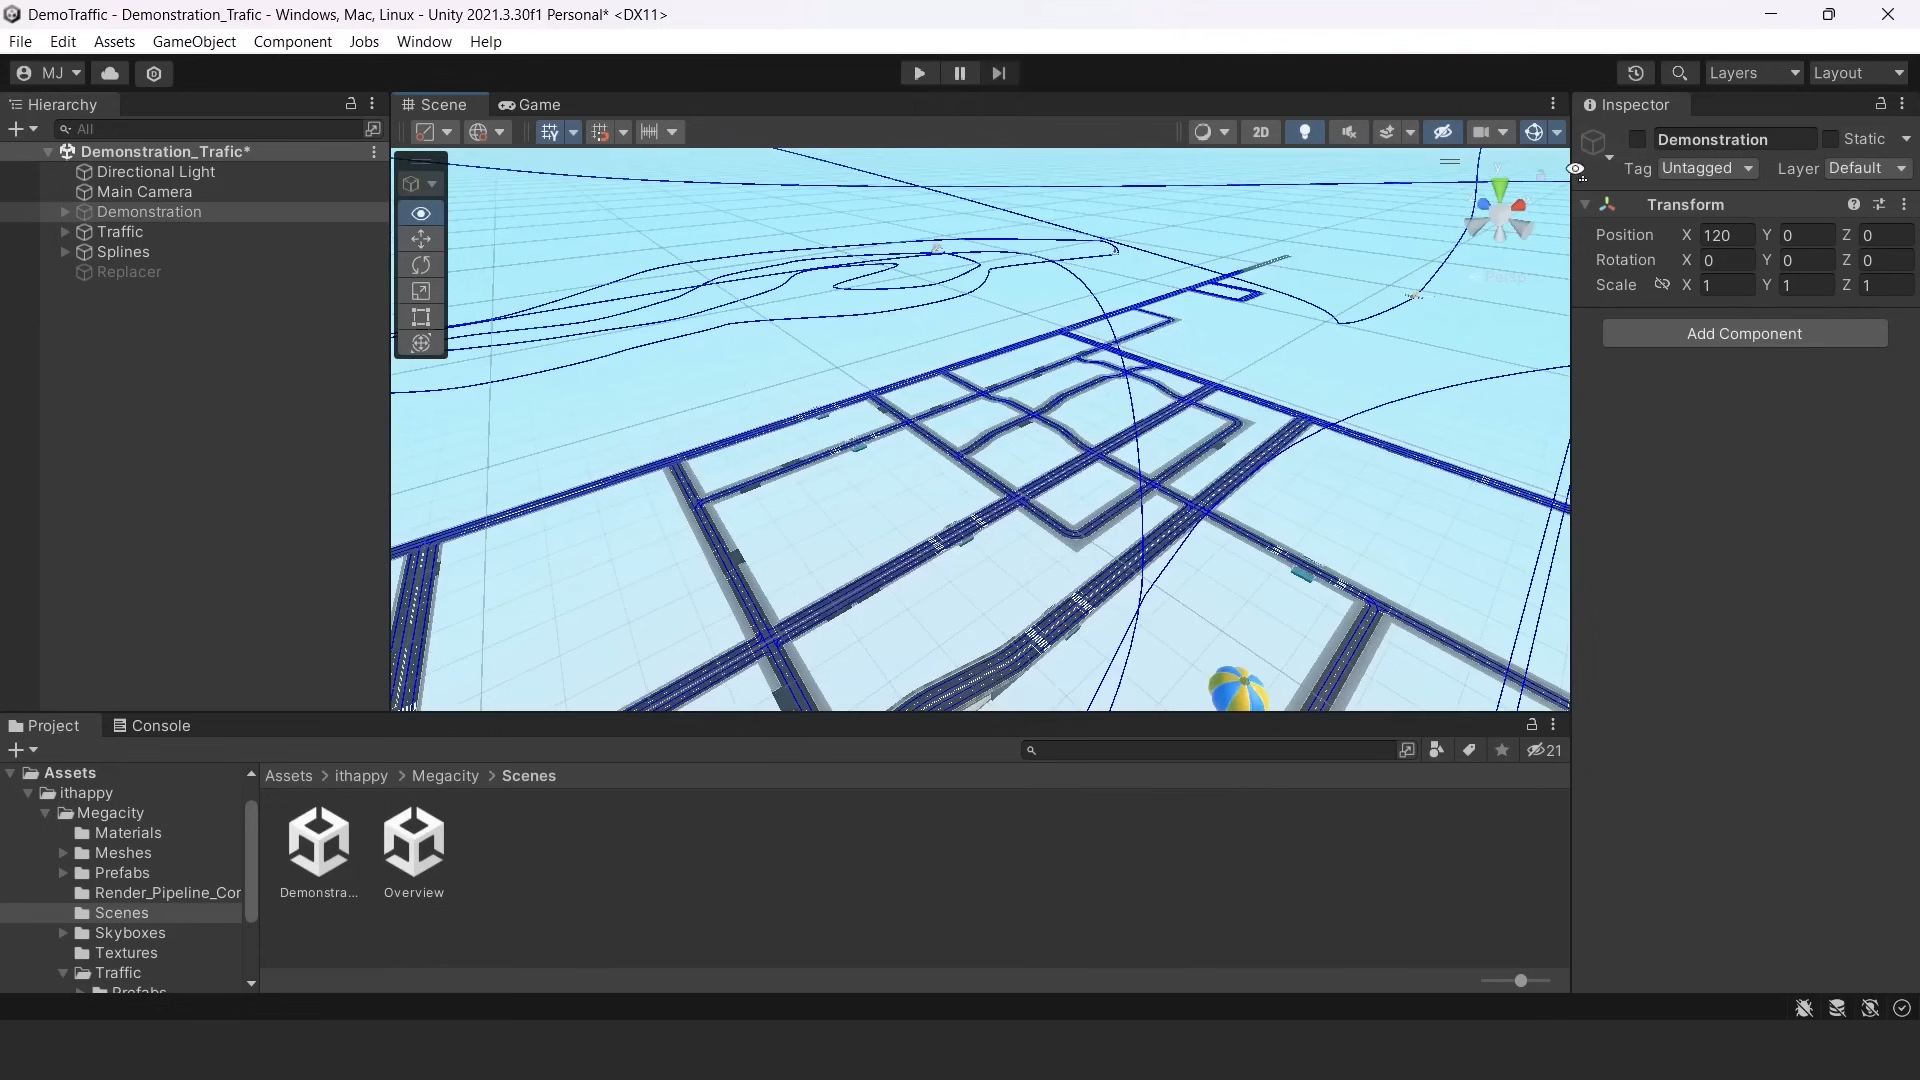 DemoTraffic - Demonstration_Trafic - Windows, Mac, Linux - Unity 2021.3.30f1 Personal* <DX11>
File Edit Assets GameObject Component Jobs Window Help
MJ
Layers
Layout
Hierarchy
All
Demonstration_Trafic*
Directional Light
Main Camera
Demonstration
Traffic
Splines
Replacer
Scene
Game
2D
Persp
Inspector
Demonstration
Static
Tag Untagged Layer Default
Transform
Position X 120 Y 0 Z 0
Rotation X 0 Y 0 Z 0
Scale X 1 Y 1 Z 1
Add Component
Project
Console
21
Assets
ithappy
Megacity
Materials
Meshes
Prefabs
Render_Pipeline_Cor
Scenes
Skyboxes
Textures
Traffic
Prefabs
Assets > ithappy > Megacity > Scenes
Demonstra...
Overview